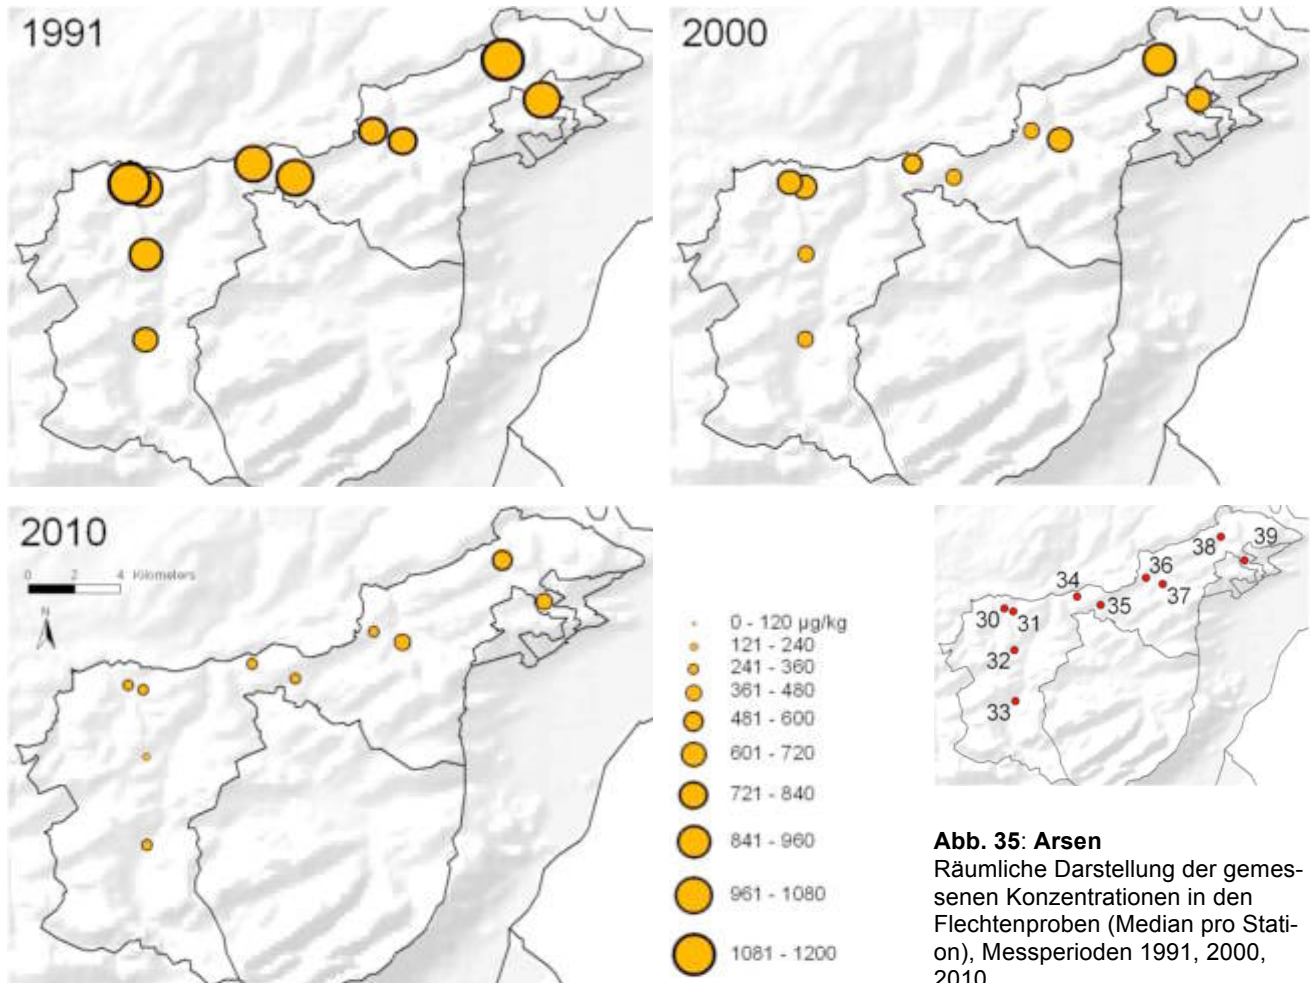 1991
2000
2010
0 2 4 Kilometers
N
0 - 120 µg/kg
121 - 240
241 - 360
361 - 480
481 - 600
601 - 720
721 - 840
841 - 960
961 - 1080
1081 - 1200
38
39
36
37
34
35
30
31
32
33
Abb. 35: Arsen
Räumliche Darstellung der gemes-
senen Konzentrationen in den
Flechtenproben (Median pro Stati-
on), Messperioden 1991, 2000,
2010